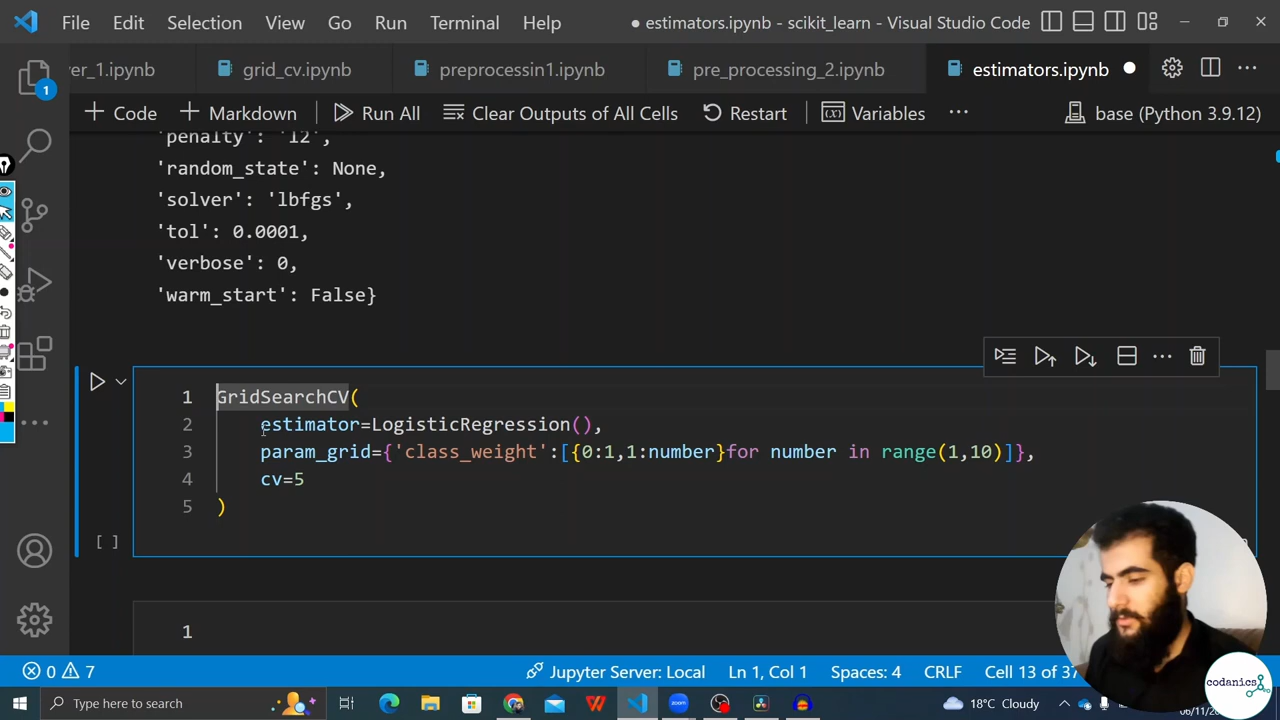 File Edit Selection View Go Run Terminal Help ● estimators.ipynb - scikit_learn - Visual Studio Code
er_1.ipynb grid_cv.ipynb preprocessin1.ipynb pre_processing_2.ipynb estimators.ipynb
+ Code + Markdown Run All Clear Outputs of All Cells Restart Variables ··· base (Python 3.9.12)
'penalty': 'l2',
'random_state': None,
'solver': 'lbfgs',
'tol': 0.0001,
'verbose': 0,
'warm_start': False}
1 GridSearchCV(
2 estimator=LogisticRegression(),
3 param_grid={'class_weight':[{0:1,1:number}for number in range(1,10)]},
4 cv=5
5 )
[ ]
1
0 7 Jupyter Server: Local Ln 1, Col 1 Spaces: 4 CRLF Cell 13 of 37
Type here to search 18°C Cloudy
codanics